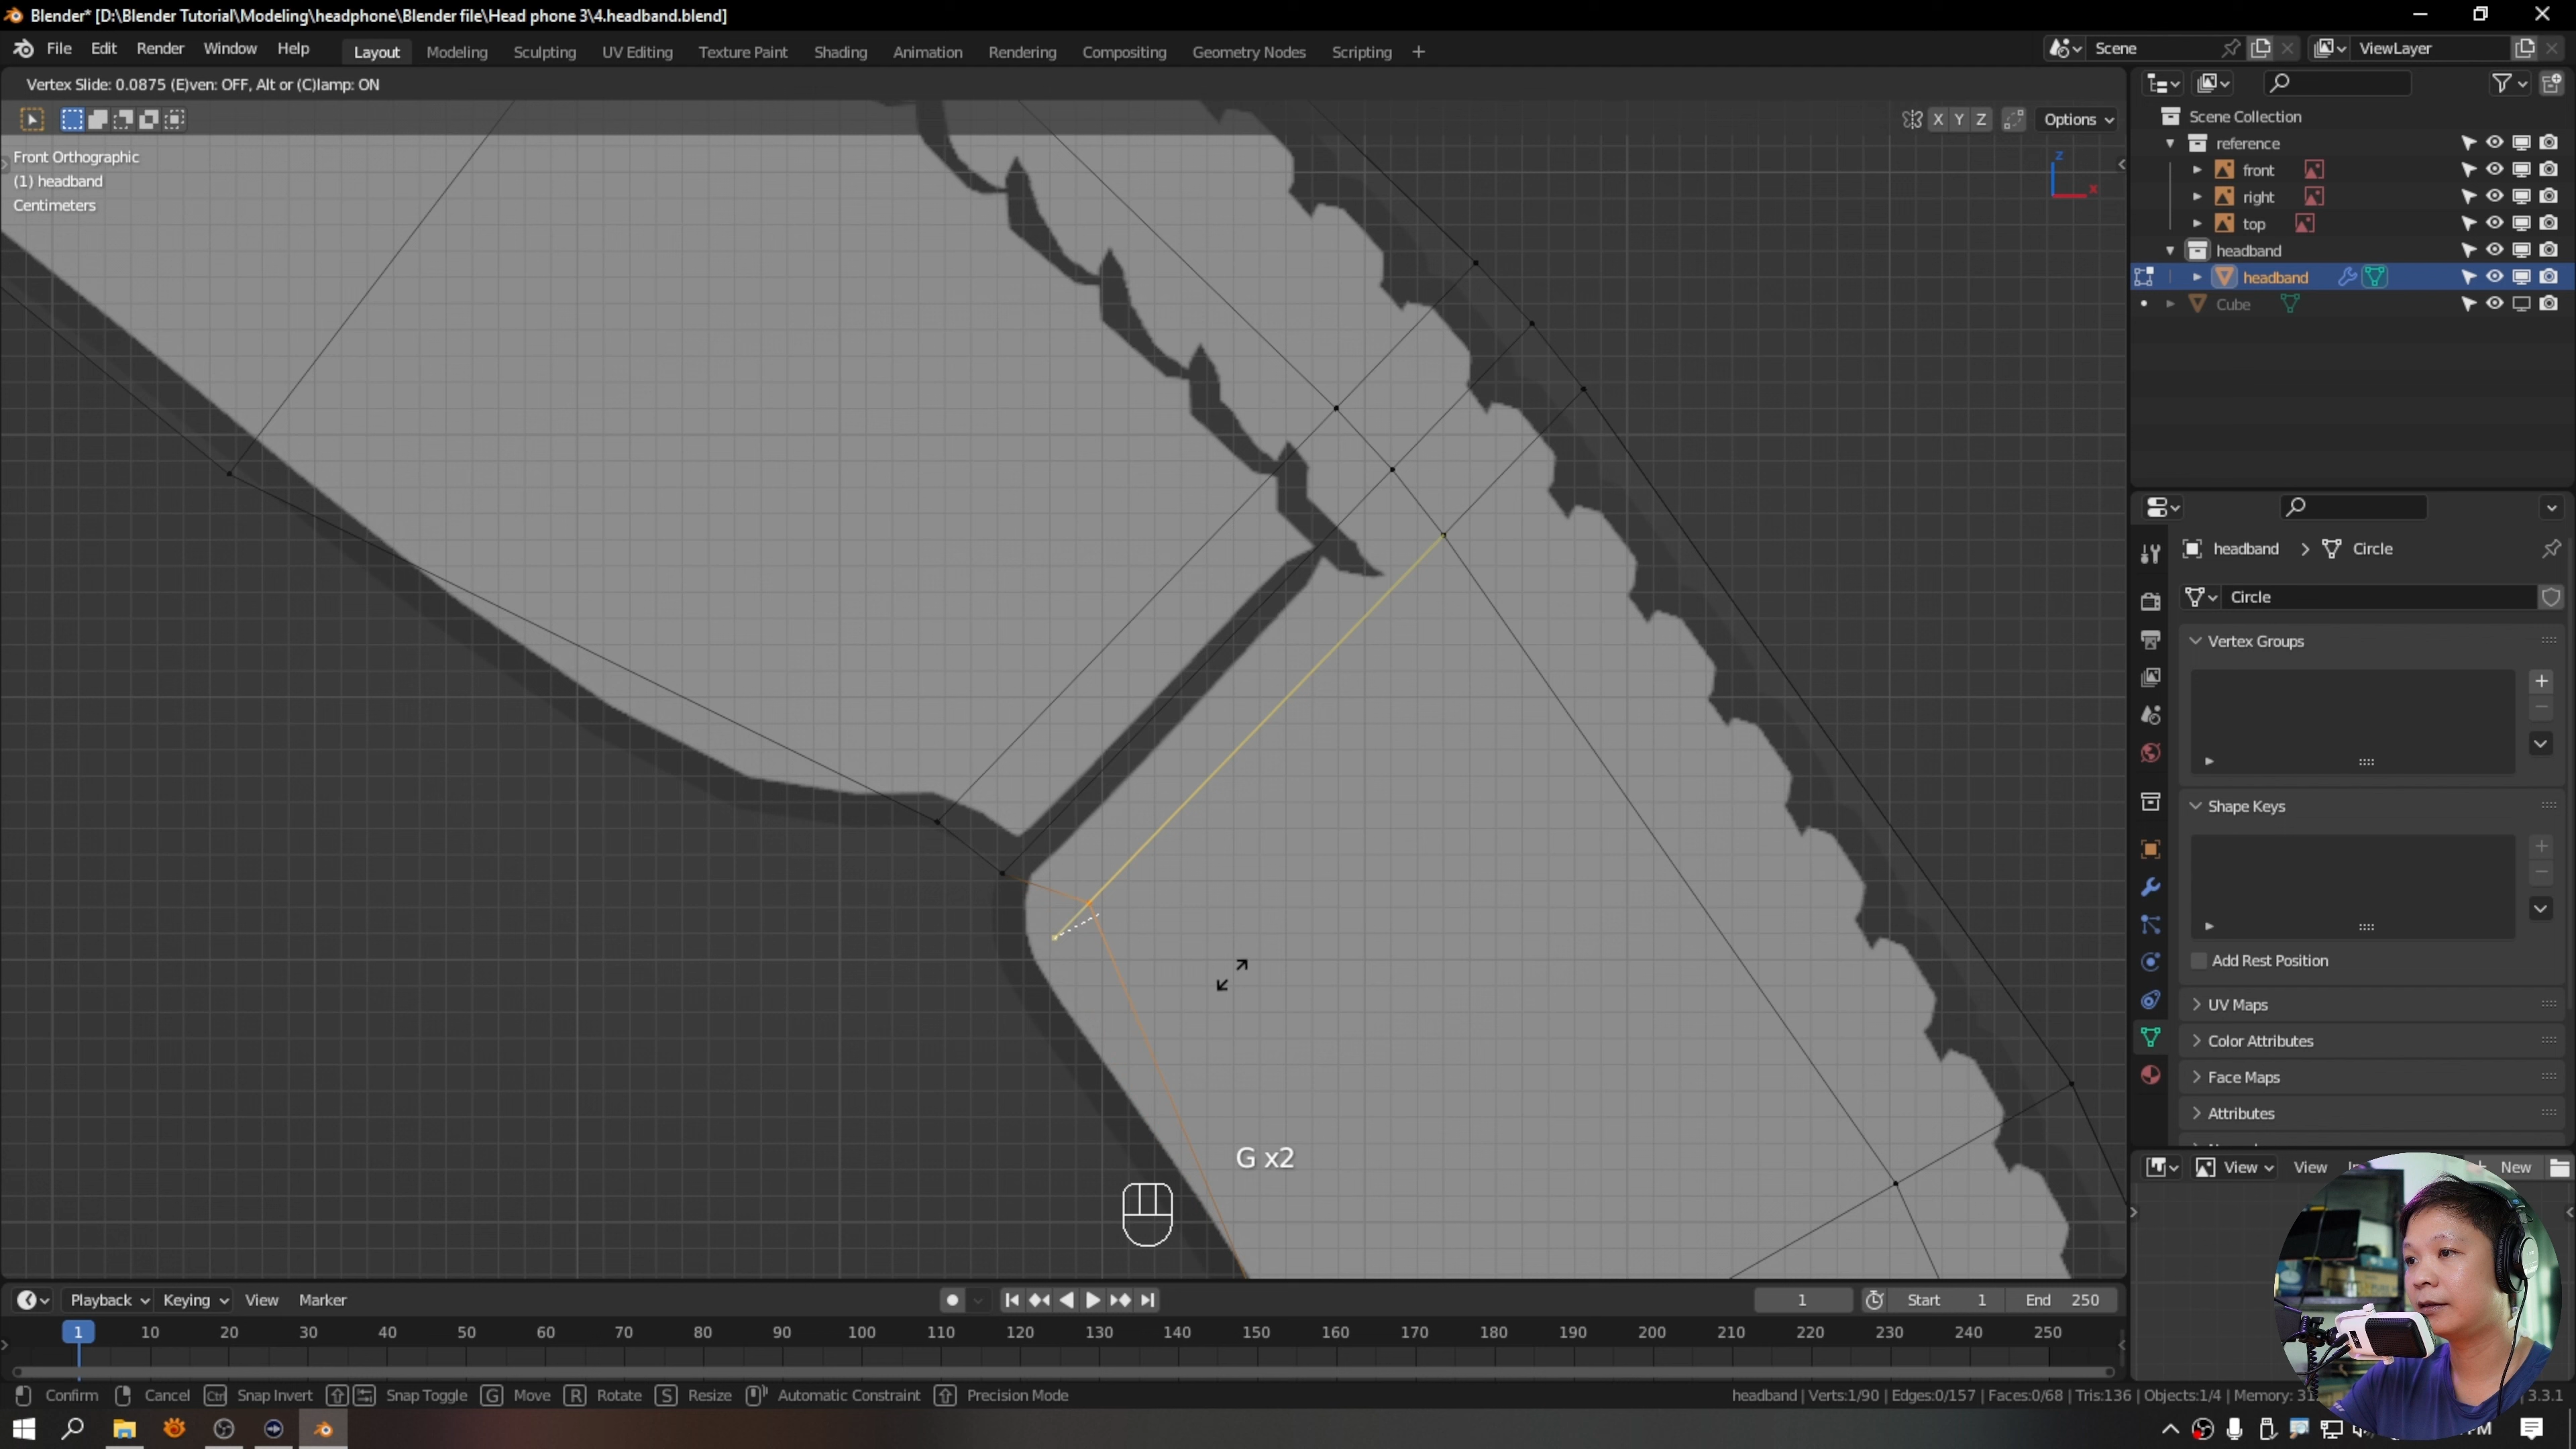 Blender* [D:\Blender Tutorial\Modeling\headphone\Blender file\Head phone 3\4.headband.blend]
File Edit Render Window Help Layout Modeling Sculpting UV Editing Texture Paint Shading Animation Rendering Compositing Geometry Nodes Scripting + Scene ViewLayer
Vertex Slide: 0.0875 (E)ven: OFF, Alt or (C)lamp: ON
X Y Z Options
Front Orthographic
(1) headband
Centimeters
z
x
G x2
Scene Collection
reference
front
right
top
headband
headband
Cube
headband > Circle
Circle
Vertex Groups
Shape Keys
Add Rest Position
UV Maps
Color Attributes
Face Maps
Attributes
View View New
Playback Keying View Marker 1 Start 1 End 250
1 10 20 30 40 50 60 70 80 90 100 110 120 130 140 150 160 170 180 190 200 210 220 230 240 250
Confirm Cancel Ctrl Snap Invert Snap Toggle G Move R Rotate S Resize Automatic Constraint Precision Mode headband | Verts:1/90 | Edges:0/157 | Faces:0/68 | Tris:136 | Objects:1/4 | Memory: 3.3.1